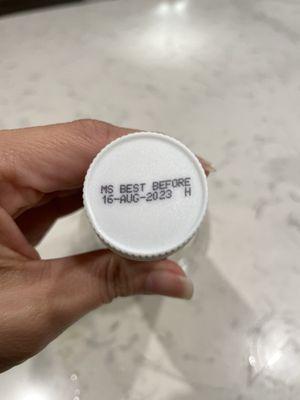 MS BEST BEFORE
16-AUG-2023 H